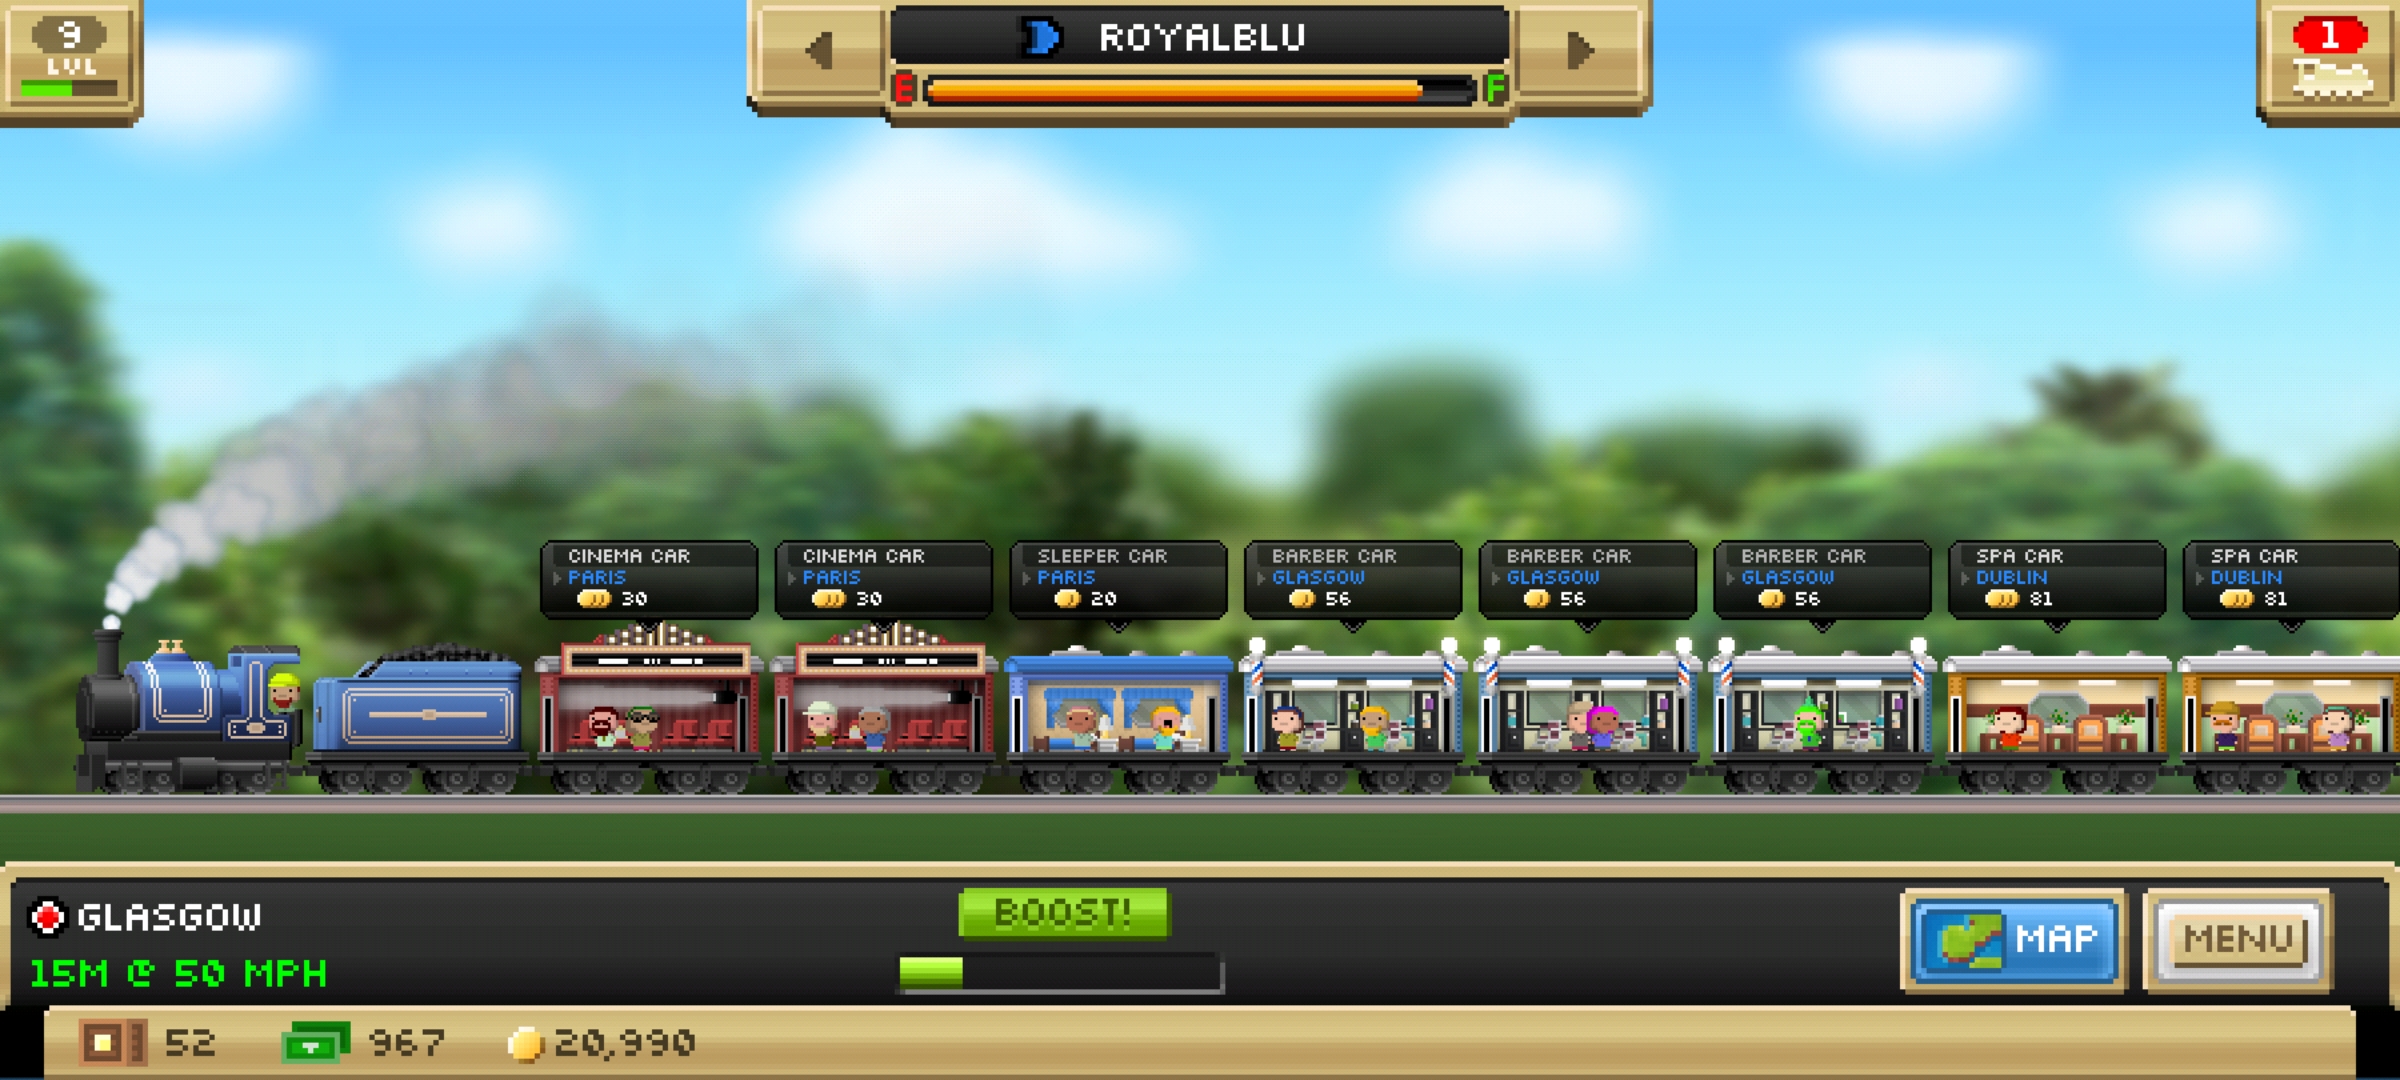 9
LVL
ROYALBLU
E F
1
CINEMA CAR
PARIS
30
CINEMA CAR
PARIS
30
SLEEPER CAR
PARIS
20
BARBER CAR
GLASGOW
56
BARBER CAR
GLASGOW
56
BARBER CAR
GLASGOW
56
SPA CAR
DUBLIN
81
SPA CAR
DUBLIN
81
GLASGOW
15M @ 50 MPH
BOOST!
MAP
MENU
52
967
20,990